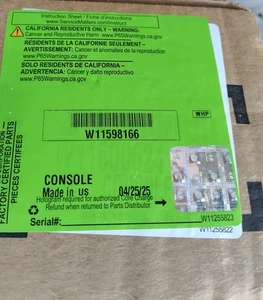 Instruction Sheet / Fiche d'instructions
www.ServiceMatters.com/instruct
CALIFORNIA RESIDENTS ONLY - WARNING:
Cancer and Reproductive Harm www.P65Warnings.ca.gov
RÉSIDENTS DE LA CALIFORNIE SEULEMENT -
AVERTISSEMENT: Cancer et anomalies de la reproduction
www.P65Warnings.ca.gov
SOLO RESIDENTS DE CALIFORNIA -
ADVERTENCIA: Cancer y daño reproductivo
www.P65Warnings.ca.gov
WHP
W11598166
CONSOLE
Made in US 04/25/25
Hologram required for authorized Core Charge
Refund when returned to Parts Distributor
Serial#:
W11255823
W11255822
FACTORY CERTIFIED PARTS
PIECES CERTIFIEES